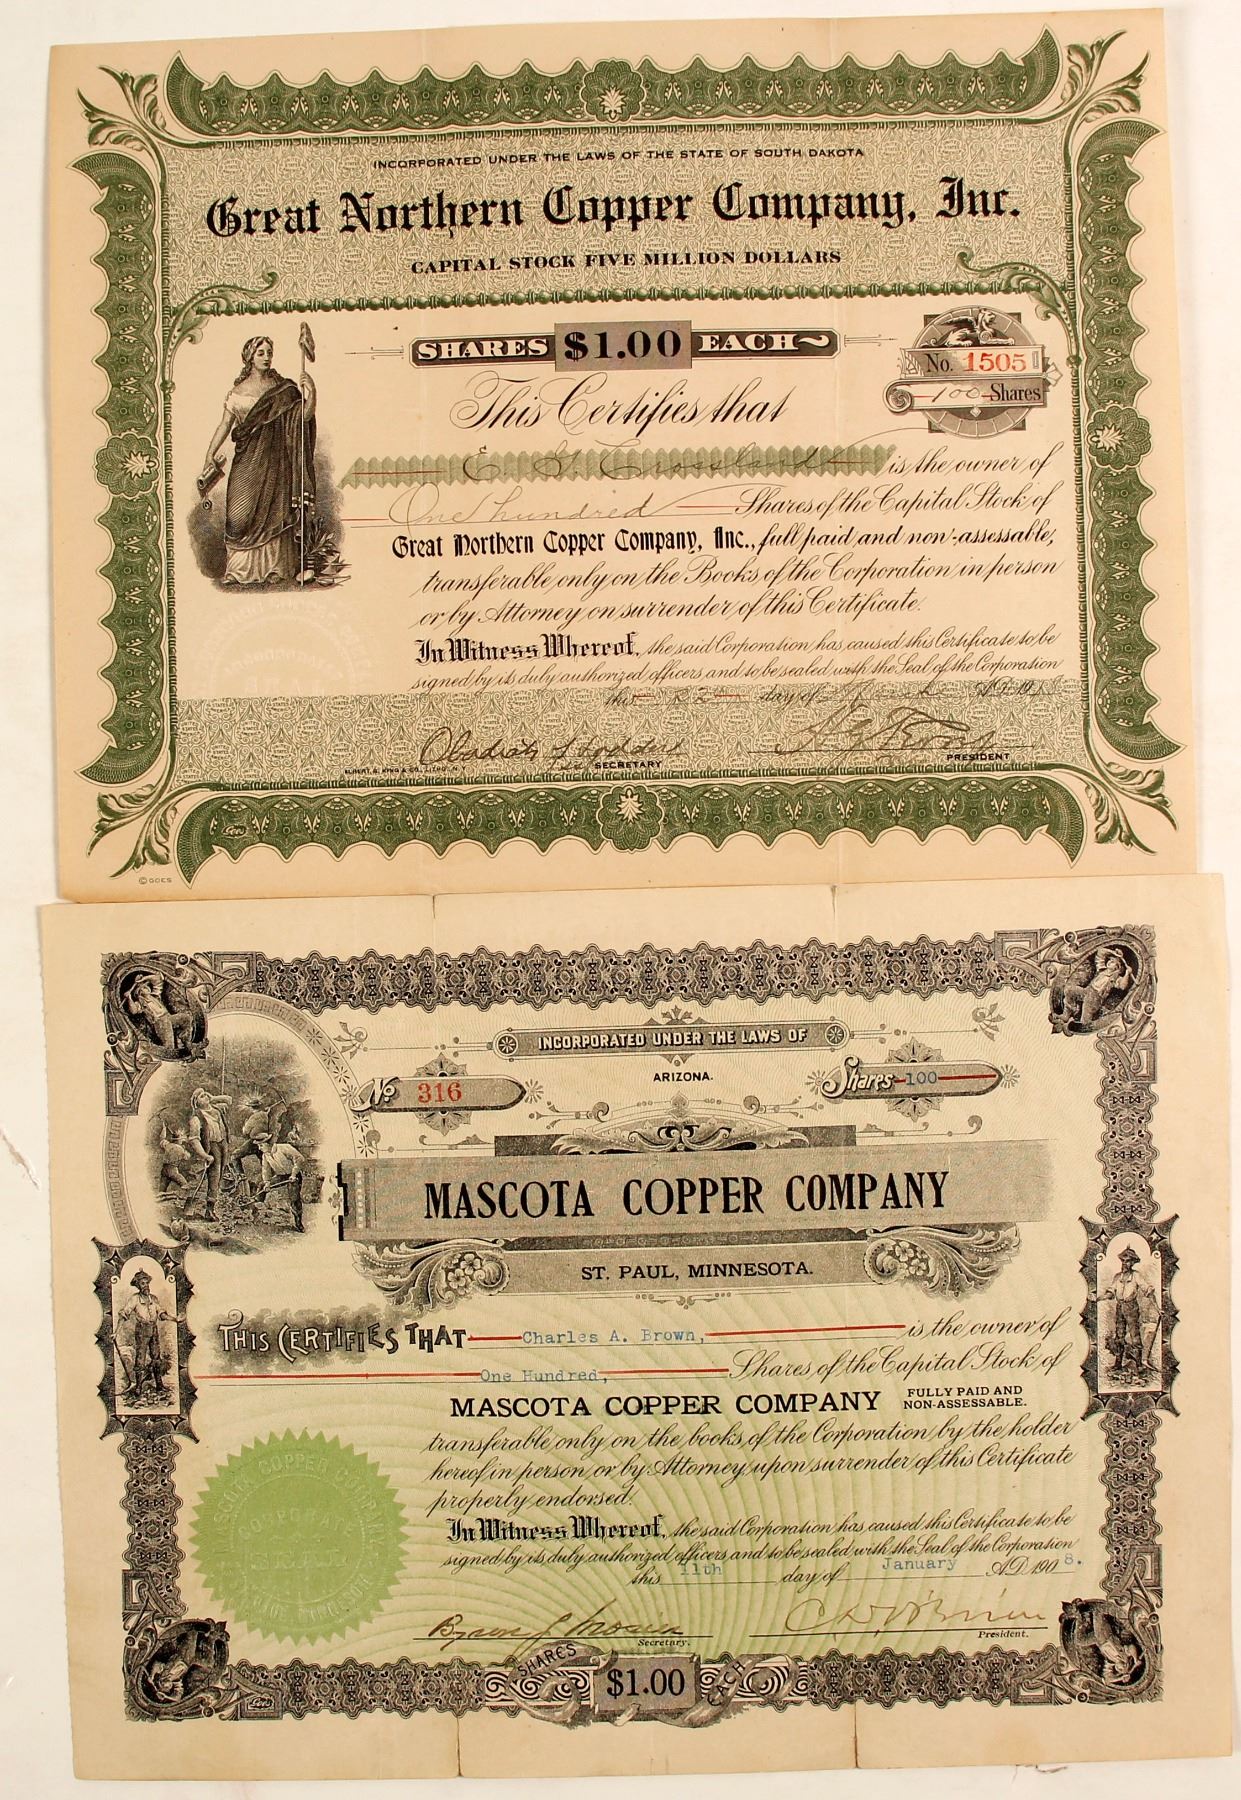 INCORPORATED UNDER THE LAWS OF THE STATE OF SOUTH DAKOTA
Great Northern Copper Company, Inc.
CAPITAL STOCK FIVE MILLION DOLLARS
SHARES $1.00 EACH
No. 1505
100 Shares
This Certifies that
E. is the owner of
One hundred Shares of the Capital Stock of
Great Northern Copper Company, Inc., full paid and non-assessable,
transferable only on the Books of the Corporation in person
or by Attorney on surrender of this Certificate.
In Witness Whereof, the said Corporation has caused this Certificate to be
signed by its duly authorized officers and to be sealed with the Seal of the Corporation
this day of A.D. 19
SECRETARY
PRESIDENT
ALBERT B. KING & CO., LITHO. N.Y.
Goes
© GOES
INCORPORATED UNDER THE LAWS OF
ARIZONA.
No 316
Shares 100
MASCOTA COPPER COMPANY
ST. PAUL, MINNESOTA.
THIS CERTIFIES THAT Charles A. Brown, is the owner of
One Hundred, Shares of the Capital Stock of
MASCOTA COPPER COMPANY FULLY PAID AND
NON-ASSESSABLE.
transferable only on the books of the Corporation by the holder
hereof in person or by Attorney upon surrender of this Certificate
properly endorsed.
In Witness Whereof, the said Corporation has caused this Certificate to be
signed by its duly authorized officers and to be sealed with the Seal of the Corporation
this 11th day of January A.D. 1908.
Secretary.
President.
SHARES $1.00 EACH
Goes